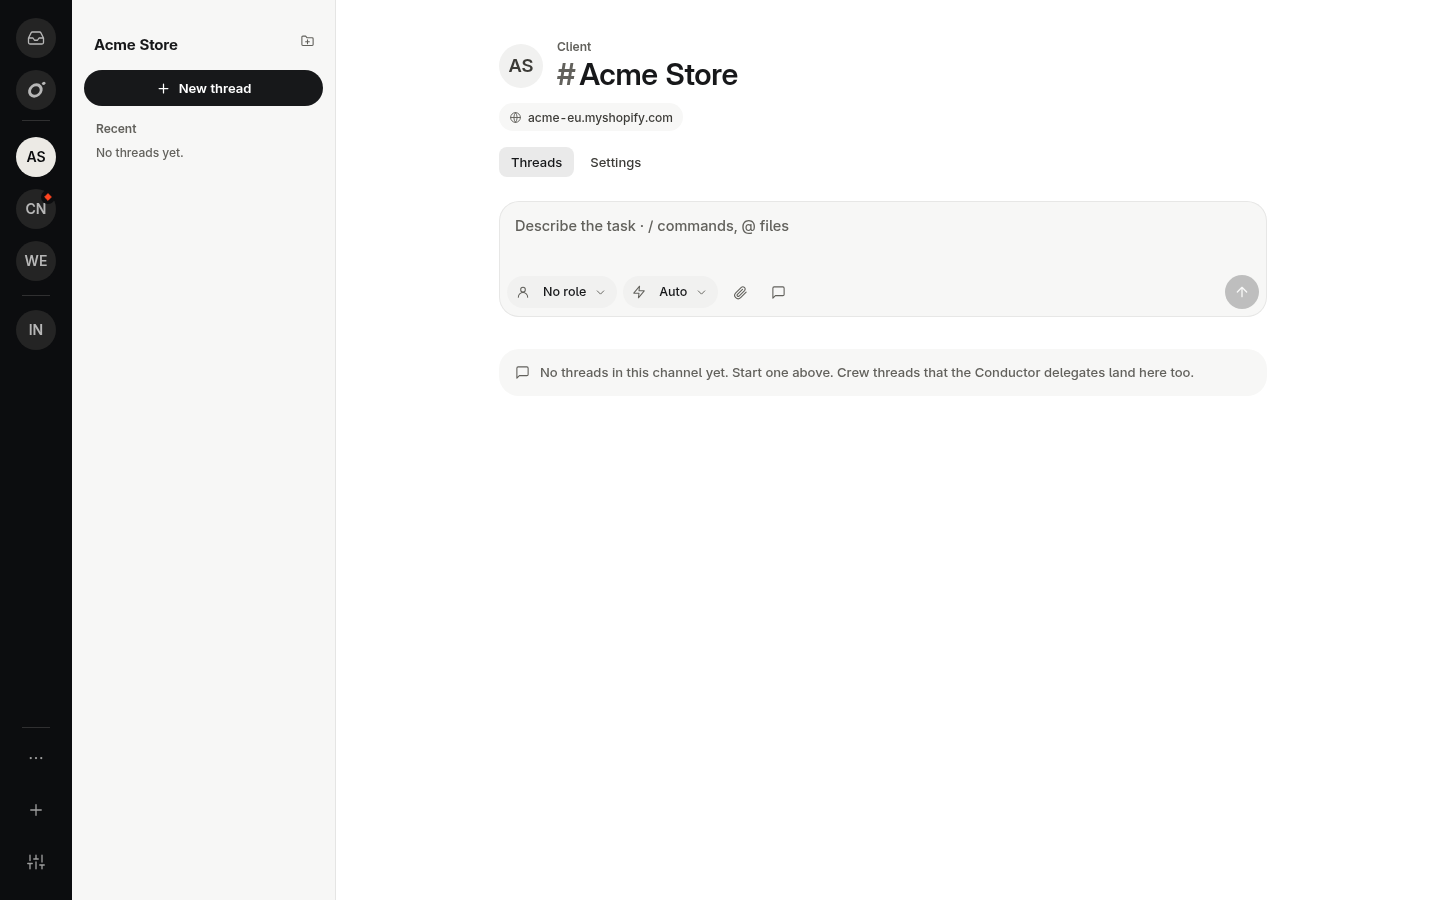 Acme Store
New thread
Recent
No threads yet.
AS
CN
WE
IN
AS
Client
#Acme Store
acme-eu.myshopify.com
Threads
Settings
Describe the task · / commands, @ files
No role
Auto
No threads in this channel yet. Start one above. Crew threads that the Conductor delegates land here too.